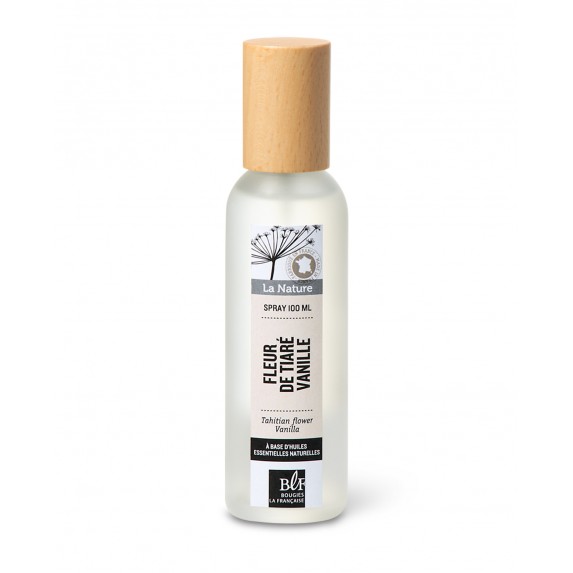 La Nature
SPRAY 100 ML
FLEUR
DE TIARÉ
VANILLE
Tahitian flower
Vanilla
À BASE D'HUILES
ESSENTIELLES NATURELLES
BLF
BOUGIES
LA FRANÇAISE